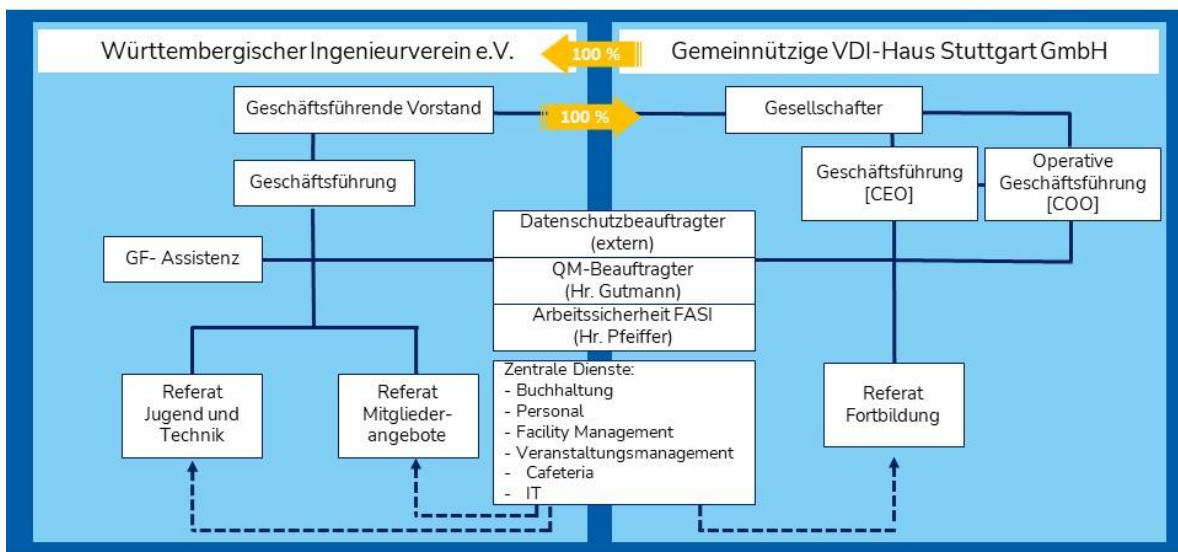 Württembergischer Ingenieurverein e.V.
100 %
Gemeinnützige VDI-Haus Stuttgart GmbH
Geschäftsführende Vorstand
100 %
Gesellschafter
Geschäftsführung
Geschäftsführung
[CEO]
Operative
Geschäftsführung
[COO]
GF- Assistenz
Datenschutzbeauftragter
(extern)
QM-Beauftragter
(Hr. Gutmann)
Arbeitssicherheit FASI
(Hr. Pfeiffer)
Referat
Jugend und
Technik
Referat
Mitglieder-
angebote
Zentrale Dienste:
- Buchhaltung
- Personal
- Facility Management
- Veranstaltungsmanagement
- Cafeteria
- IT
Referat
Fortbildung